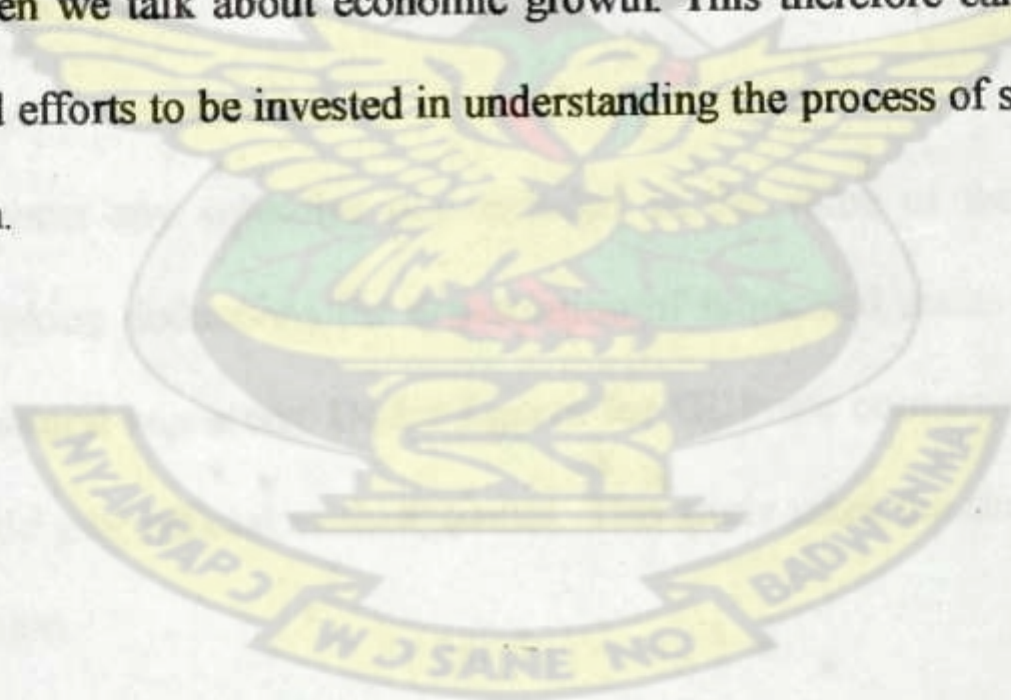 we talk about economic growth. This therefore
efforts to be invested in understanding the process of
NYANSAPƆ
WƆSANE NO
BADWENMA